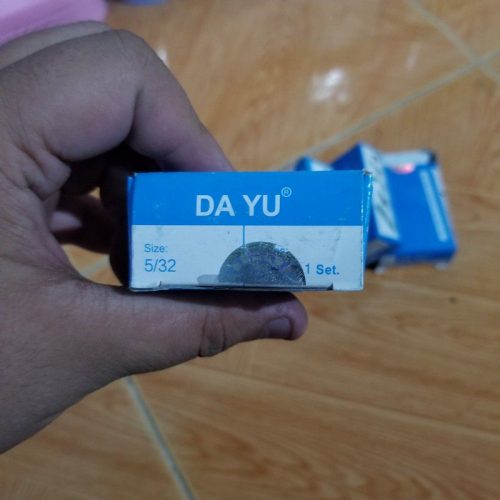 DA YU®
Size:
5/32
1 Set.